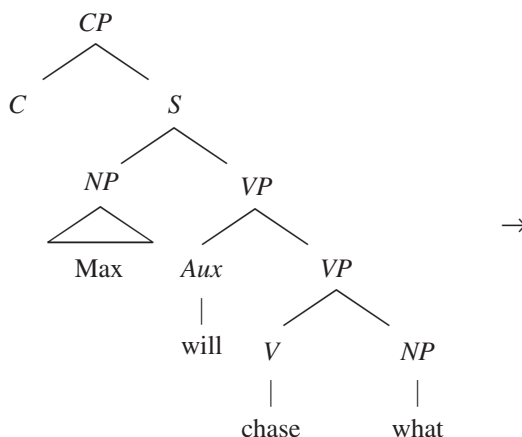 CP
C S
NP VP
→
Max Aux VP
will V NP
chase what